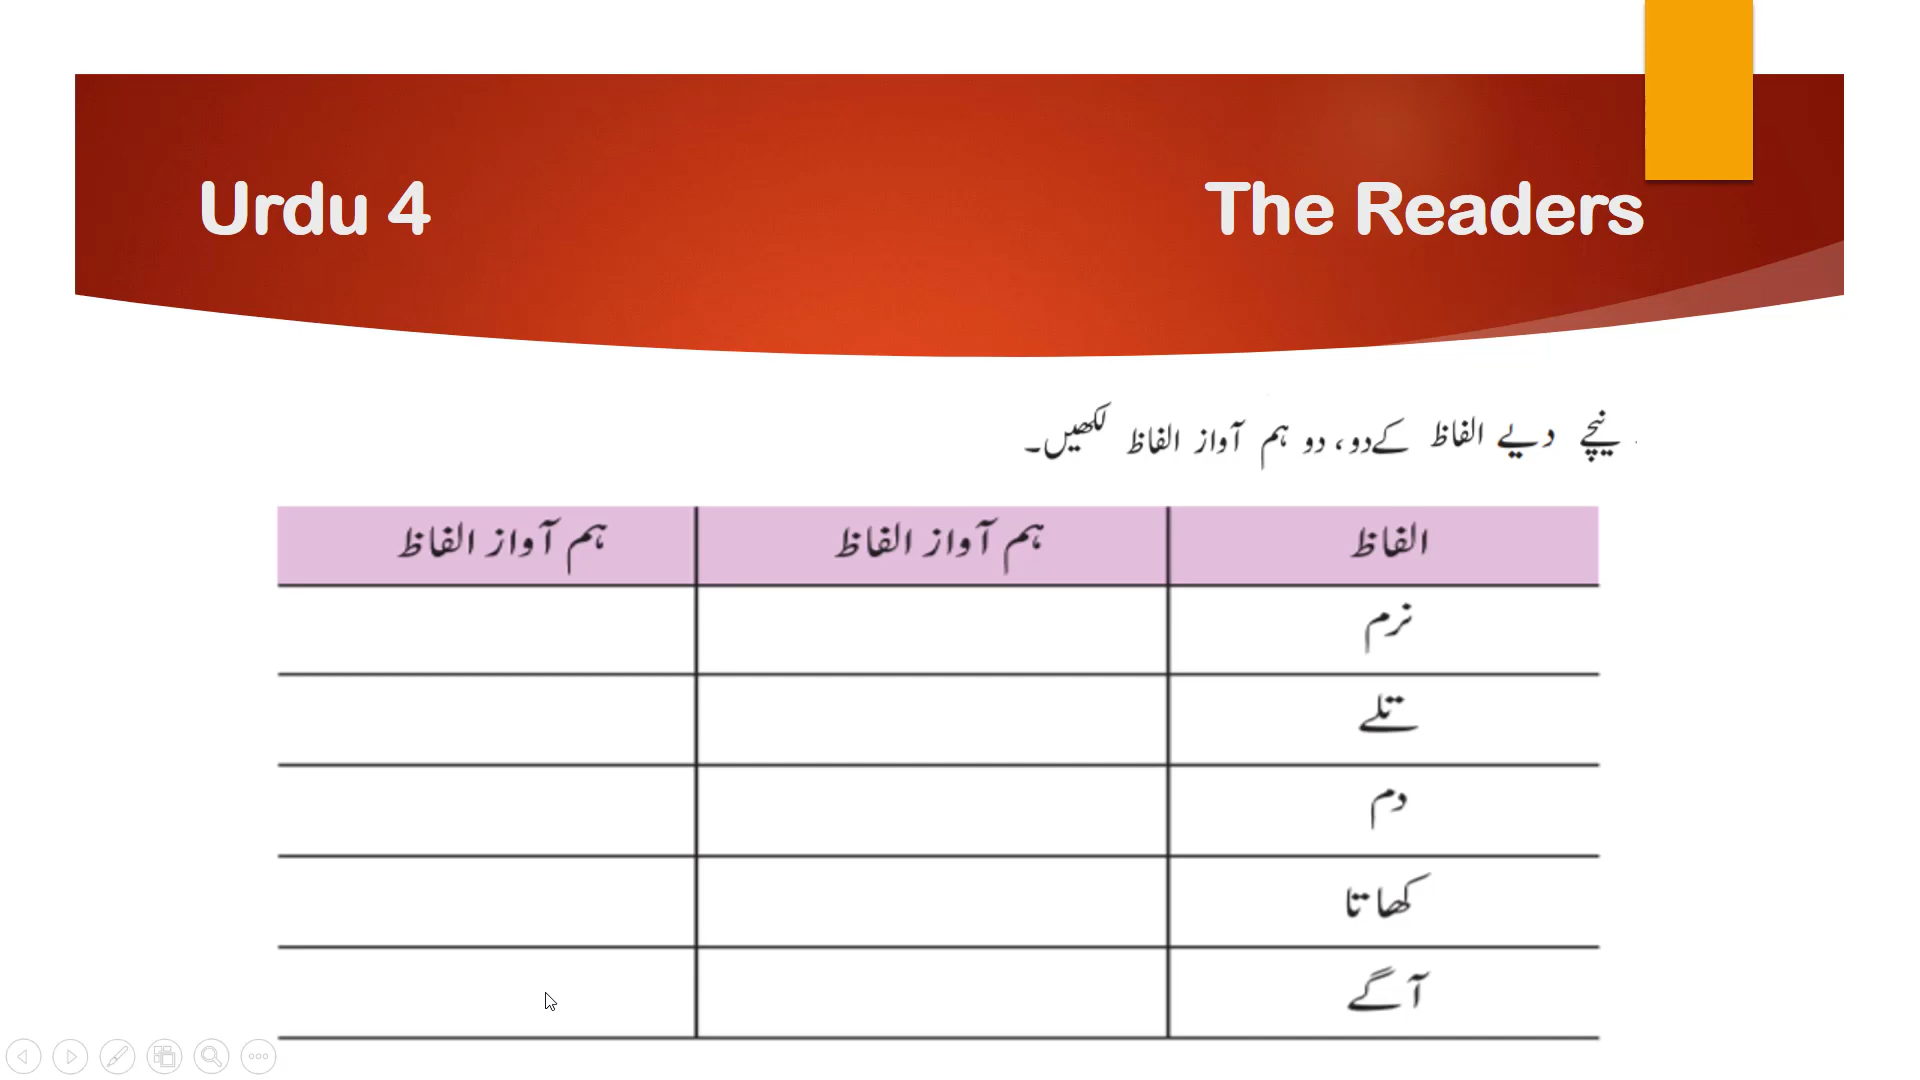 Urdu 4 The Readers
نیچے دیے الفاظ کے دو، دو ہم آواز الفاظ لکھیں۔
الفاظ ہم آواز الفاظ ہم آواز الفاظ
نرم
تلے
دم
کھاتا
آگے